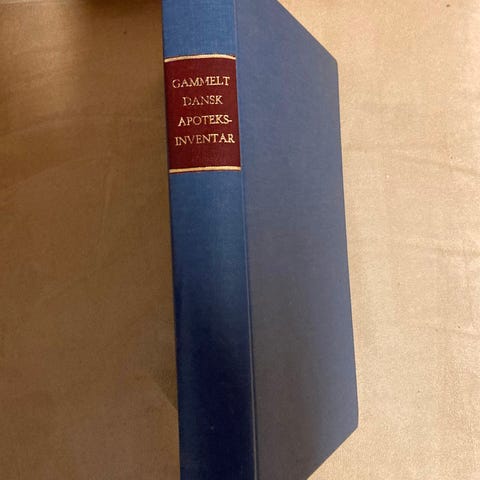 GAMMELT
DANSK
APOTEKS-
INVENTAR